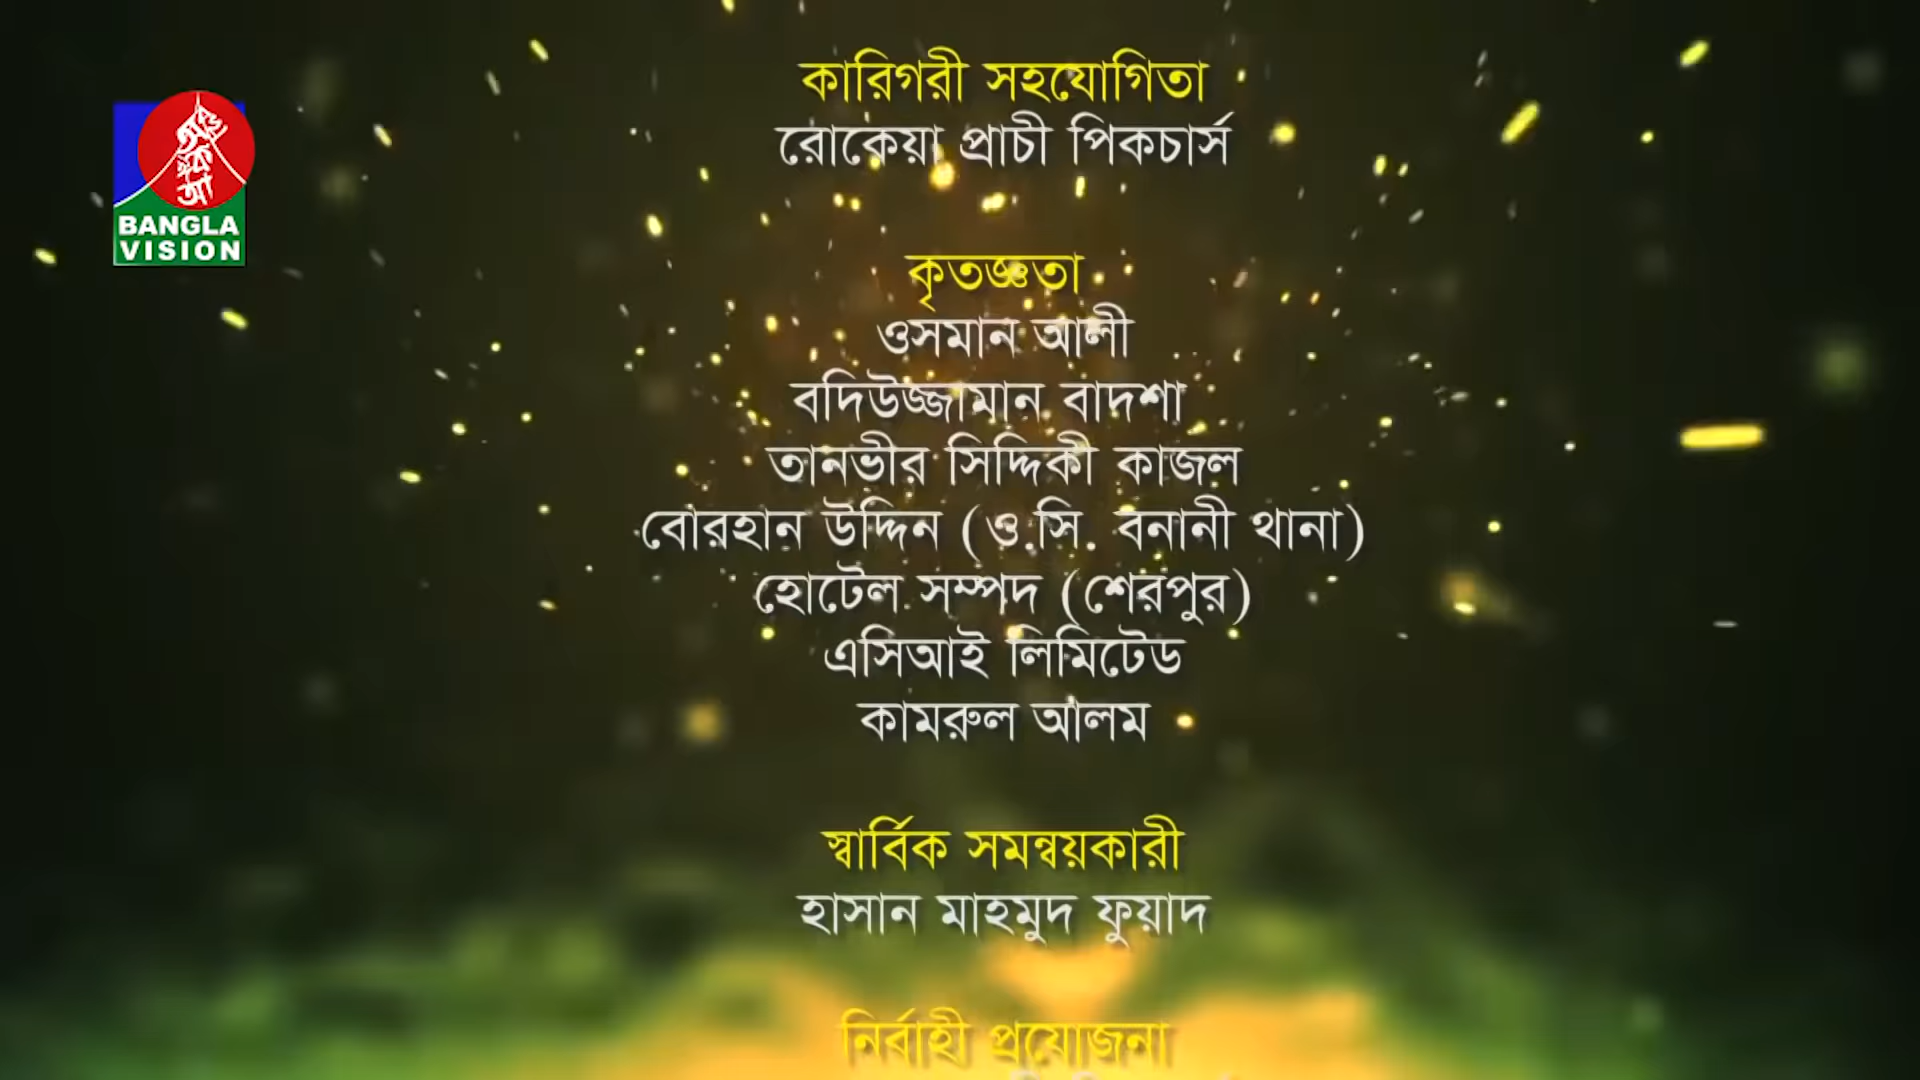 কারিগরী সহযোগিতা
রোকেয়া প্রাচী পিকচার্স
BANGLA
VISION
কৃতজ্ঞতা
ওসমান আলী
বদিউজ্জামান বাদশা
তানভীর সিদ্দিকী কাজল
বোরহান উদ্দিন (ও.সি. বনানী থানা)
হোটেল সম্পদ (শেরপুর)
এসিআই লিমিটেড
কামরুল আলম
স্বার্বিক সমন্বয়কারী
হাসান মাহমুদ ফুয়াদ
নির্বাহী প্রযোজনা